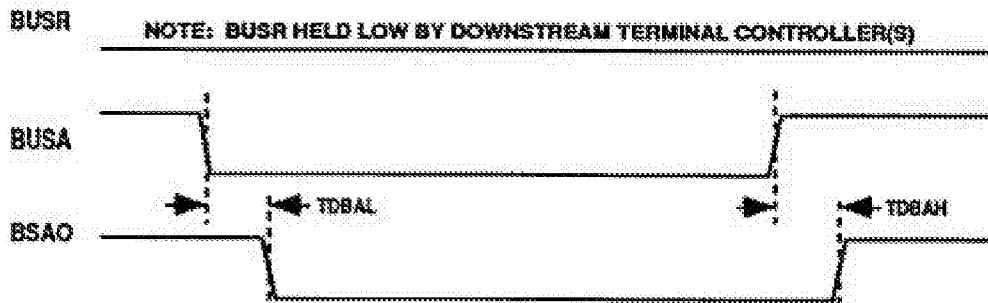 BUSR
NOTE: BUSR HELD LOW BY DOWNSTREAM TERMINAL CONTROLLER(S)
BUSA
TDBAL
TDBAH
BSAO